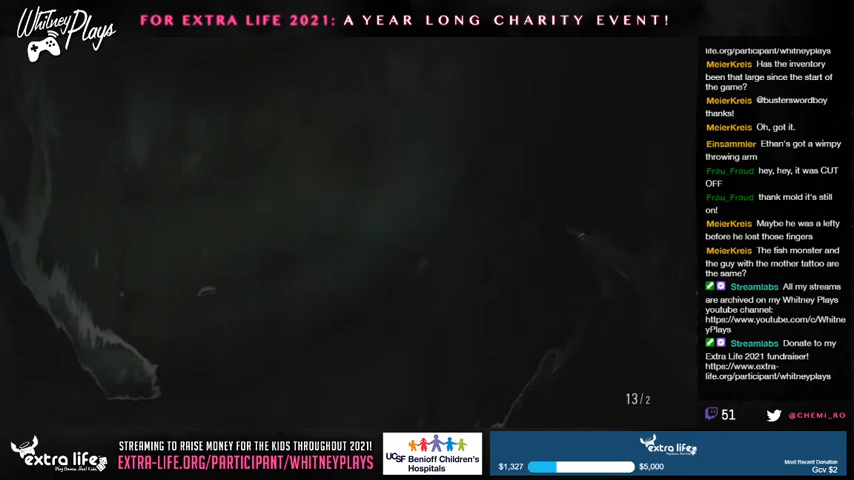 Whitney Plays
FOR EXTRA LIFE 2021: A YEAR LONG CHARITY EVENT!
life.org/participant/whitneyplays
MeierKreis Has the inventory
been that large since the start of
the game?
MeierKreis @busterswordboy
thanks!
MeierKreis Oh, got it.
Einsammler Ethan's got a wimpy
throwing arm
Frau_Fraud hey, hey, it was CUT
OFF
Frau_Fraud thank mold it's still
on!
MeierKreis Maybe he was a lefty
before he lost those fingers
MeierKreis The fish monster and
the guy with the mother tattoo are
the same?
Streamlabs All my streams
are archived on my Whitney Plays
youtube channel:
https://www.youtube.com/c/Whitne
yPlays
Streamlabs Donate to my
Extra Life 2021 fundraiser!
https://www.extra-
life.org/participant/whitneyplays
13/2
51
@CHEMI_RO
extra life
Play Games. Heal Kids.
STREAMING TO RAISE MONEY FOR THE KIDS THROUGHOUT 2021!
EXTRA-LIFE.ORG/PARTICIPANT/WHITNEYPLAYS
UCSF Benioff Children's
Hospitals
extra life
$1,327
$5,000
Most Recent Donation
Gcv $2